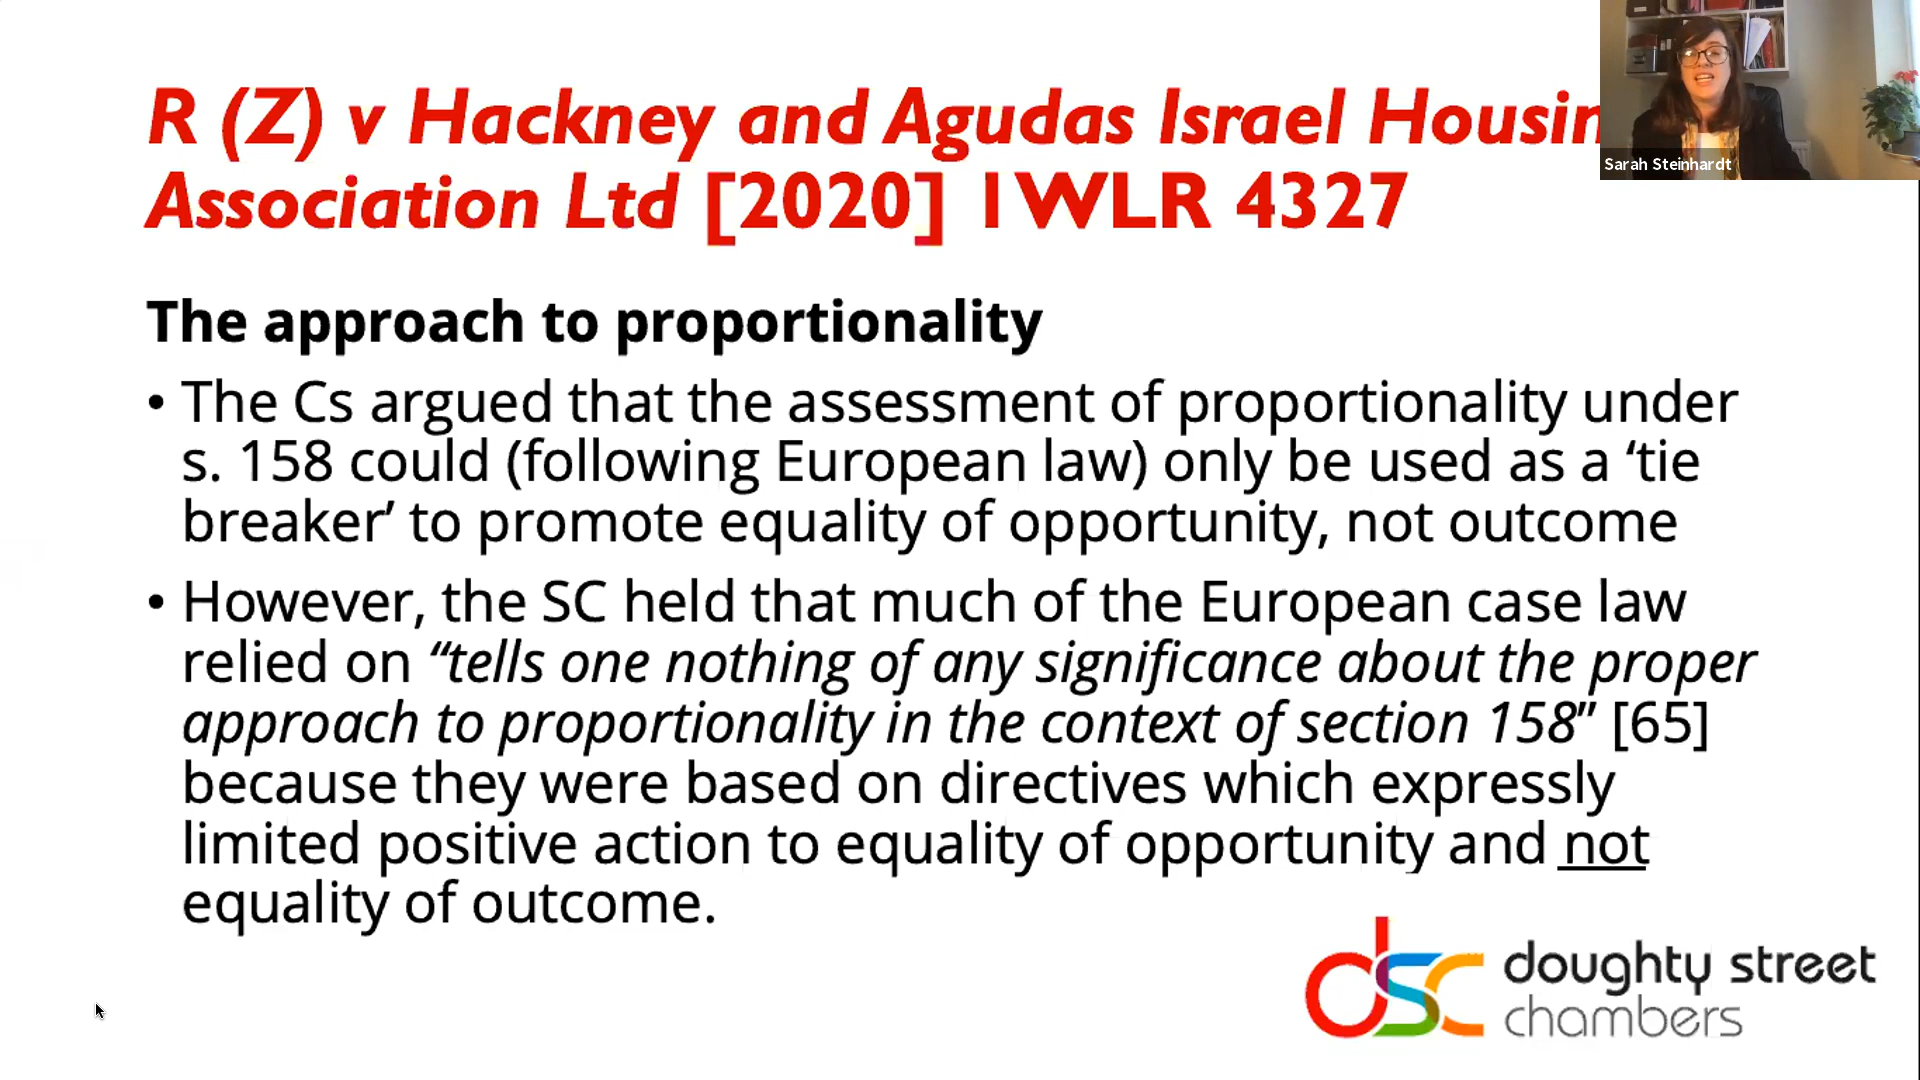 R (Z) v Hackney and Agudas Israel Housin
Association Ltd [2020] 1 WLR 4327
Sarah Steinhardt
The approach to proportionality
• The Cs argued that the assessment of proportionality under
s. 158 could (following European law) only be used as a ‘tie
breaker’ to promote equality of opportunity, not outcome
• However, the SC held that much of the European case law
relied on “tells one nothing of any significance about the proper
approach to proportionality in the context of section 158” [65]
because they were based on directives which expressly
limited positive action to equality of opportunity and not
equality of outcome.
dsc doughty street
chambers